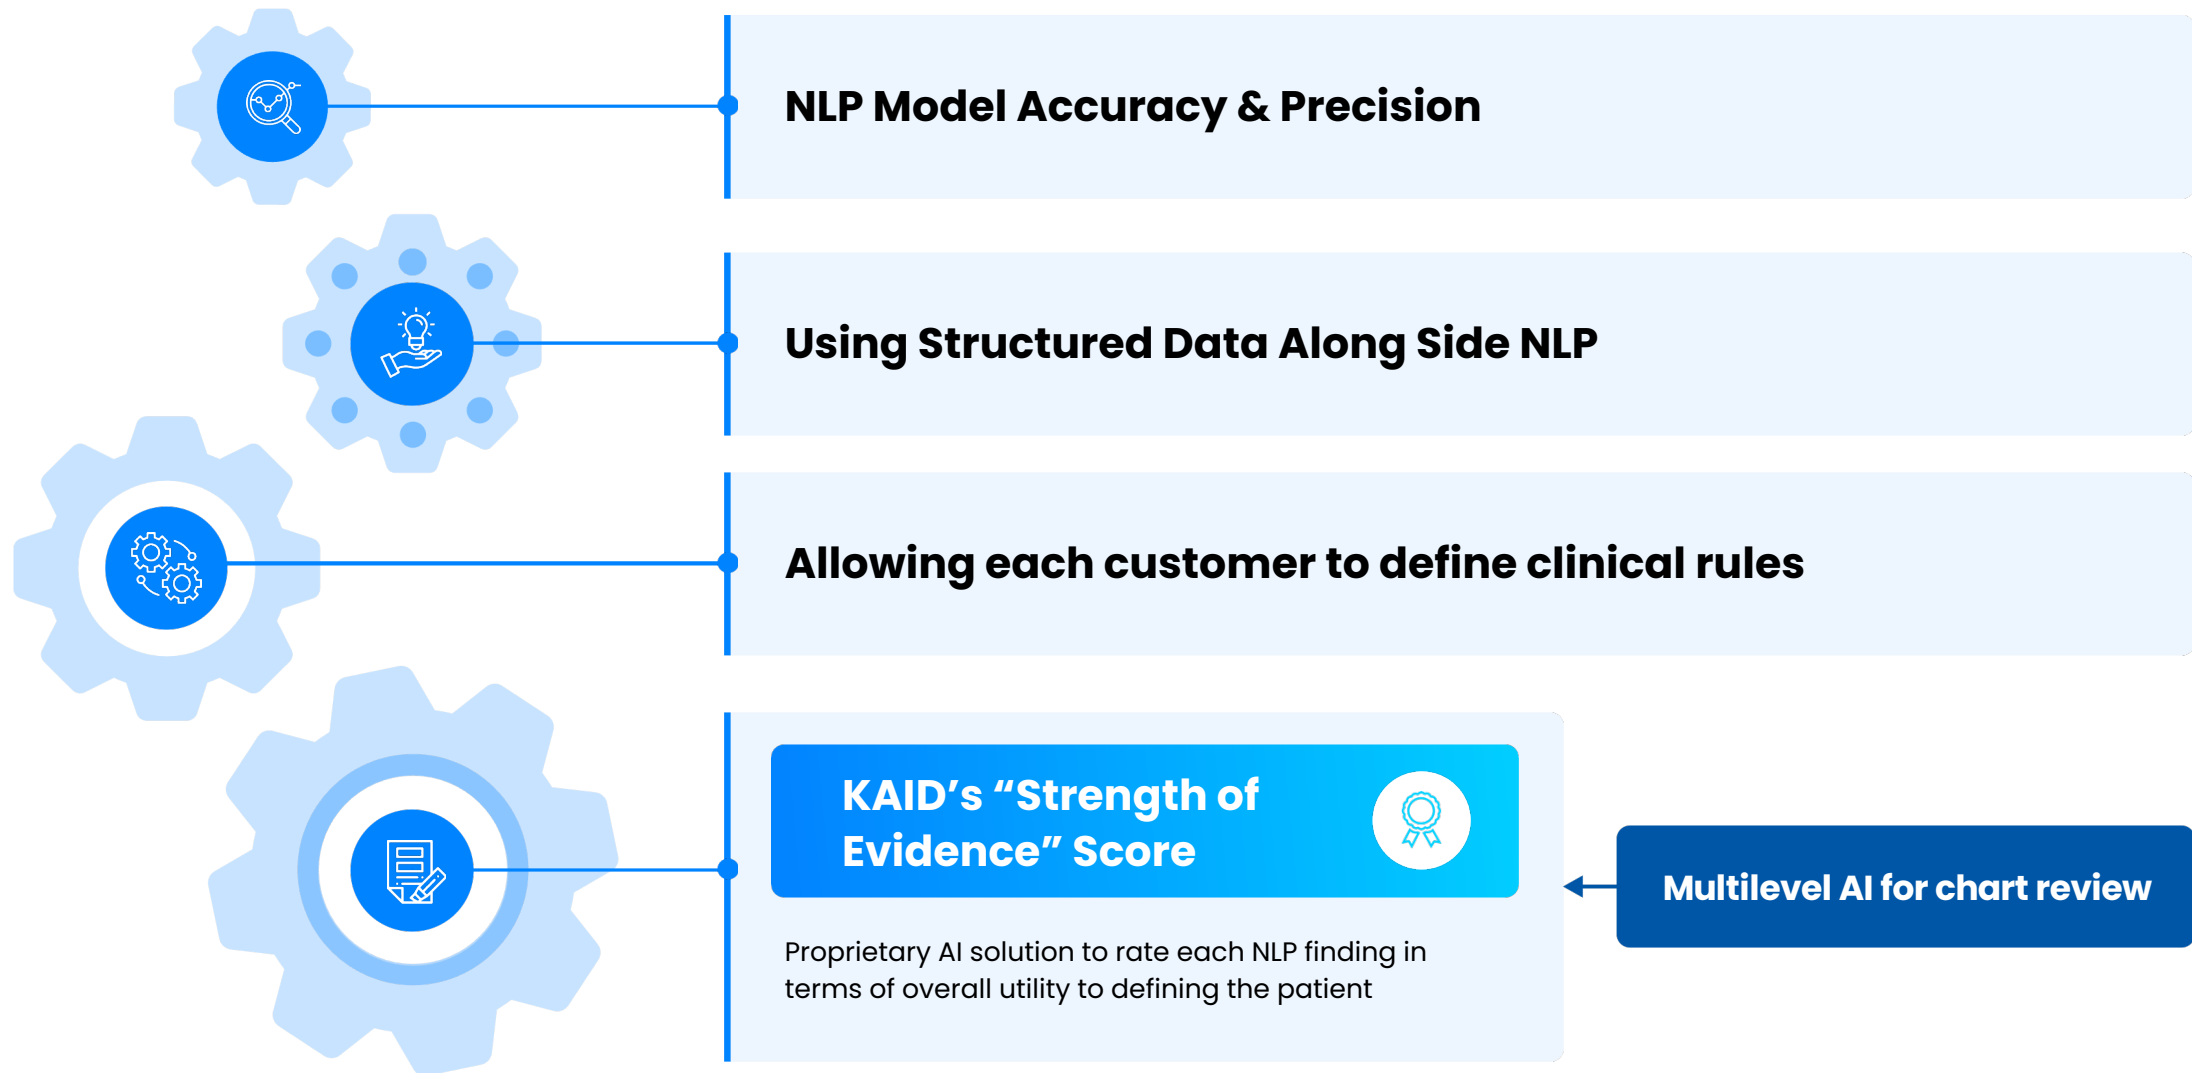 NLP Model Accuracy & Precision
Using Structured Data Along Side NLP
Allowing each customer to define clinical rules
KAID’s “Strength of
Evidence” Score
Proprietary AI solution to rate each NLP finding in
terms of overall utility to defining the patient
Multilevel AI for chart review